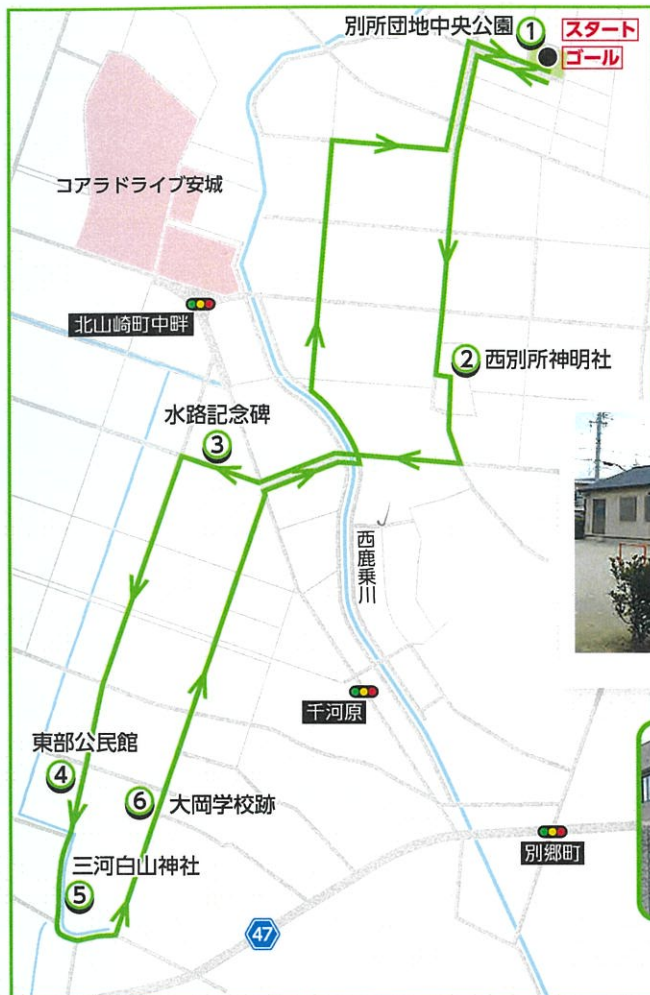 別所団地中央公園
①
スタート
ゴール
コアラドライブ安城
北山崎町中畔
②
西別所神明社
水路記念碑
③
西鹿乗川
千河原
東部公民館
④
⑥
大岡学校跡
三河白山神社
⑤
別郷町
47